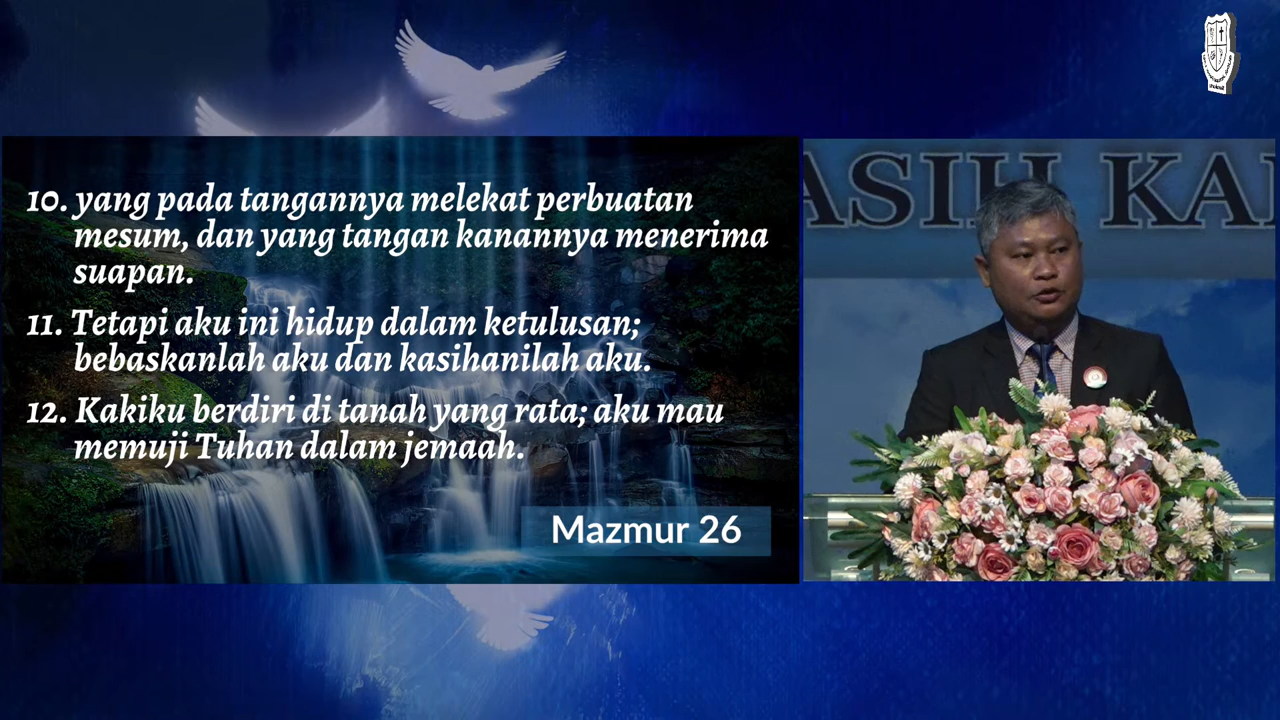 10. yang pada tangannya melekat perbuatan
mesum, dan yang tangan kanannya menerima
suapan.
11. Tetapi aku ini hidup dalam ketulusan;
bebaskanlah aku dan kasihanilah aku.
12. Kakiku berdiri di tanah yang rata; aku mau
memuji Tuhan dalam jemaah.
Mazmur 26
ASIH KA